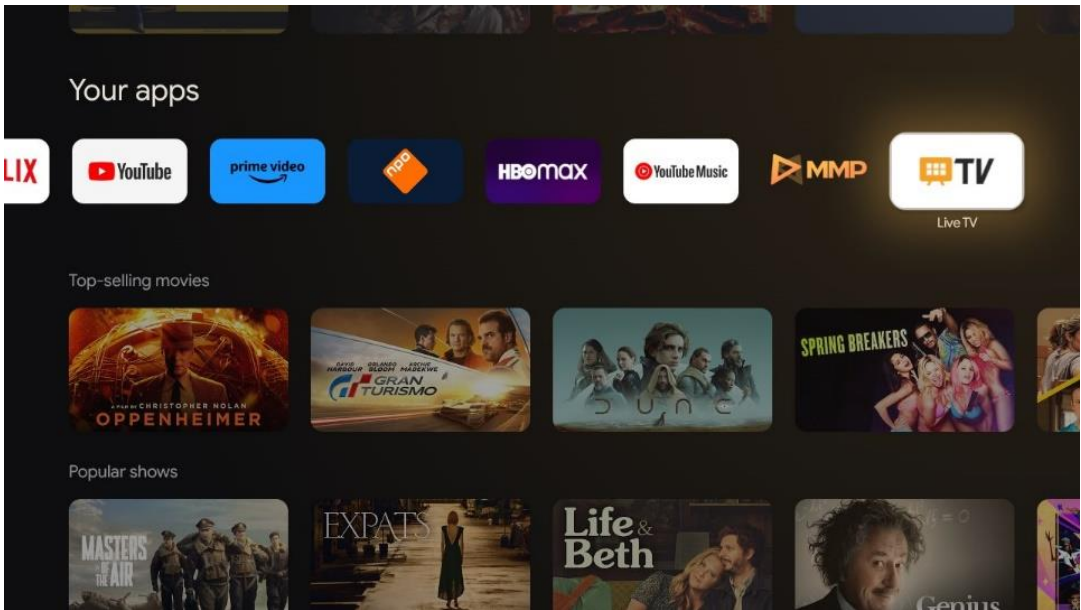 Your apps
LIX
YouTube
prime video
npo
HBO max
YouTube Music
MMP
TV
Live TV
Top-selling movies
A FILM BY CHRISTOPHER NOLAN
OPPENHEIMER
DAVID HARBOUR
ORLANDO BLOOM
ARCHIE MADEKWE
GT GRAN
TURISMO
DUNE
SPRING BREAKERS
Popular shows
MASTERS
OF
THE AIR
EXPATS
Life &
Beth
= 0
Genius